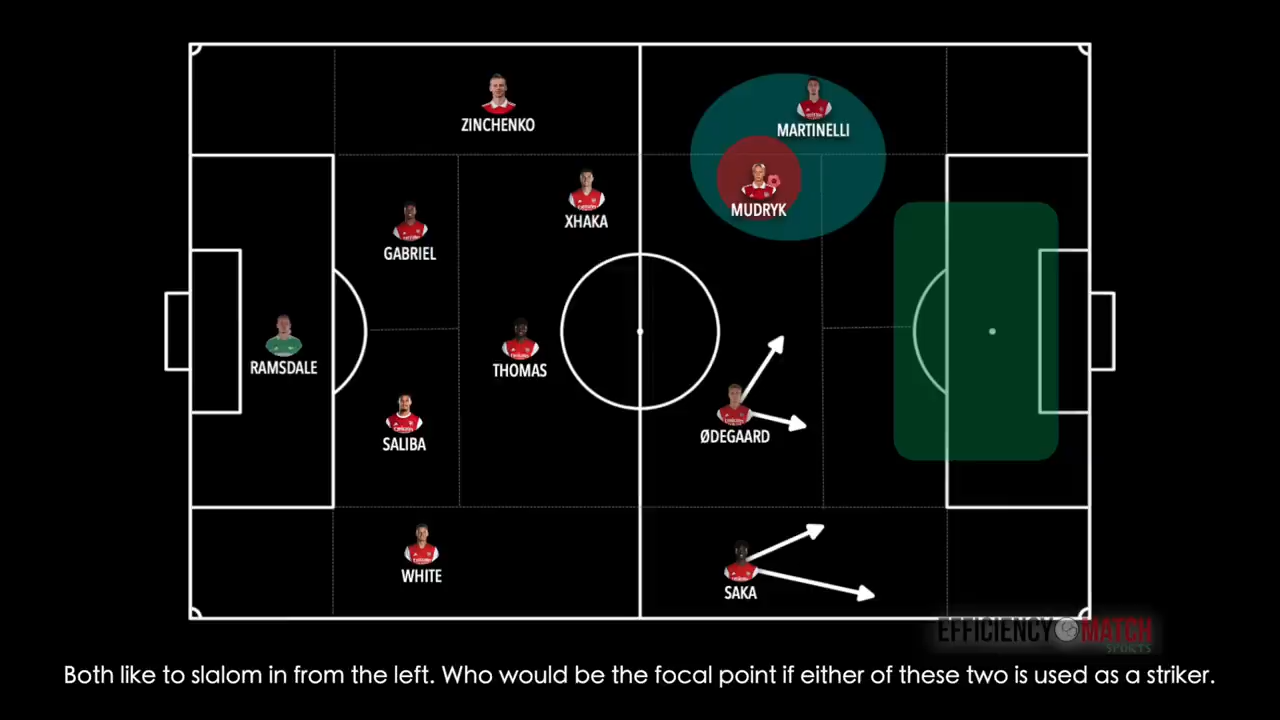 ZINCHENKO
MARTINELLI
XHAKA
MUDRYK
GABRIEL
RAMSDALE
THOMAS
SALIBA
ØDEGAARD
WHITE
SAKA
EFFICIENCY MATCH
SPORTS
Both like to slalom in from the left. Who would be the focal point if either of these two is used as a striker.